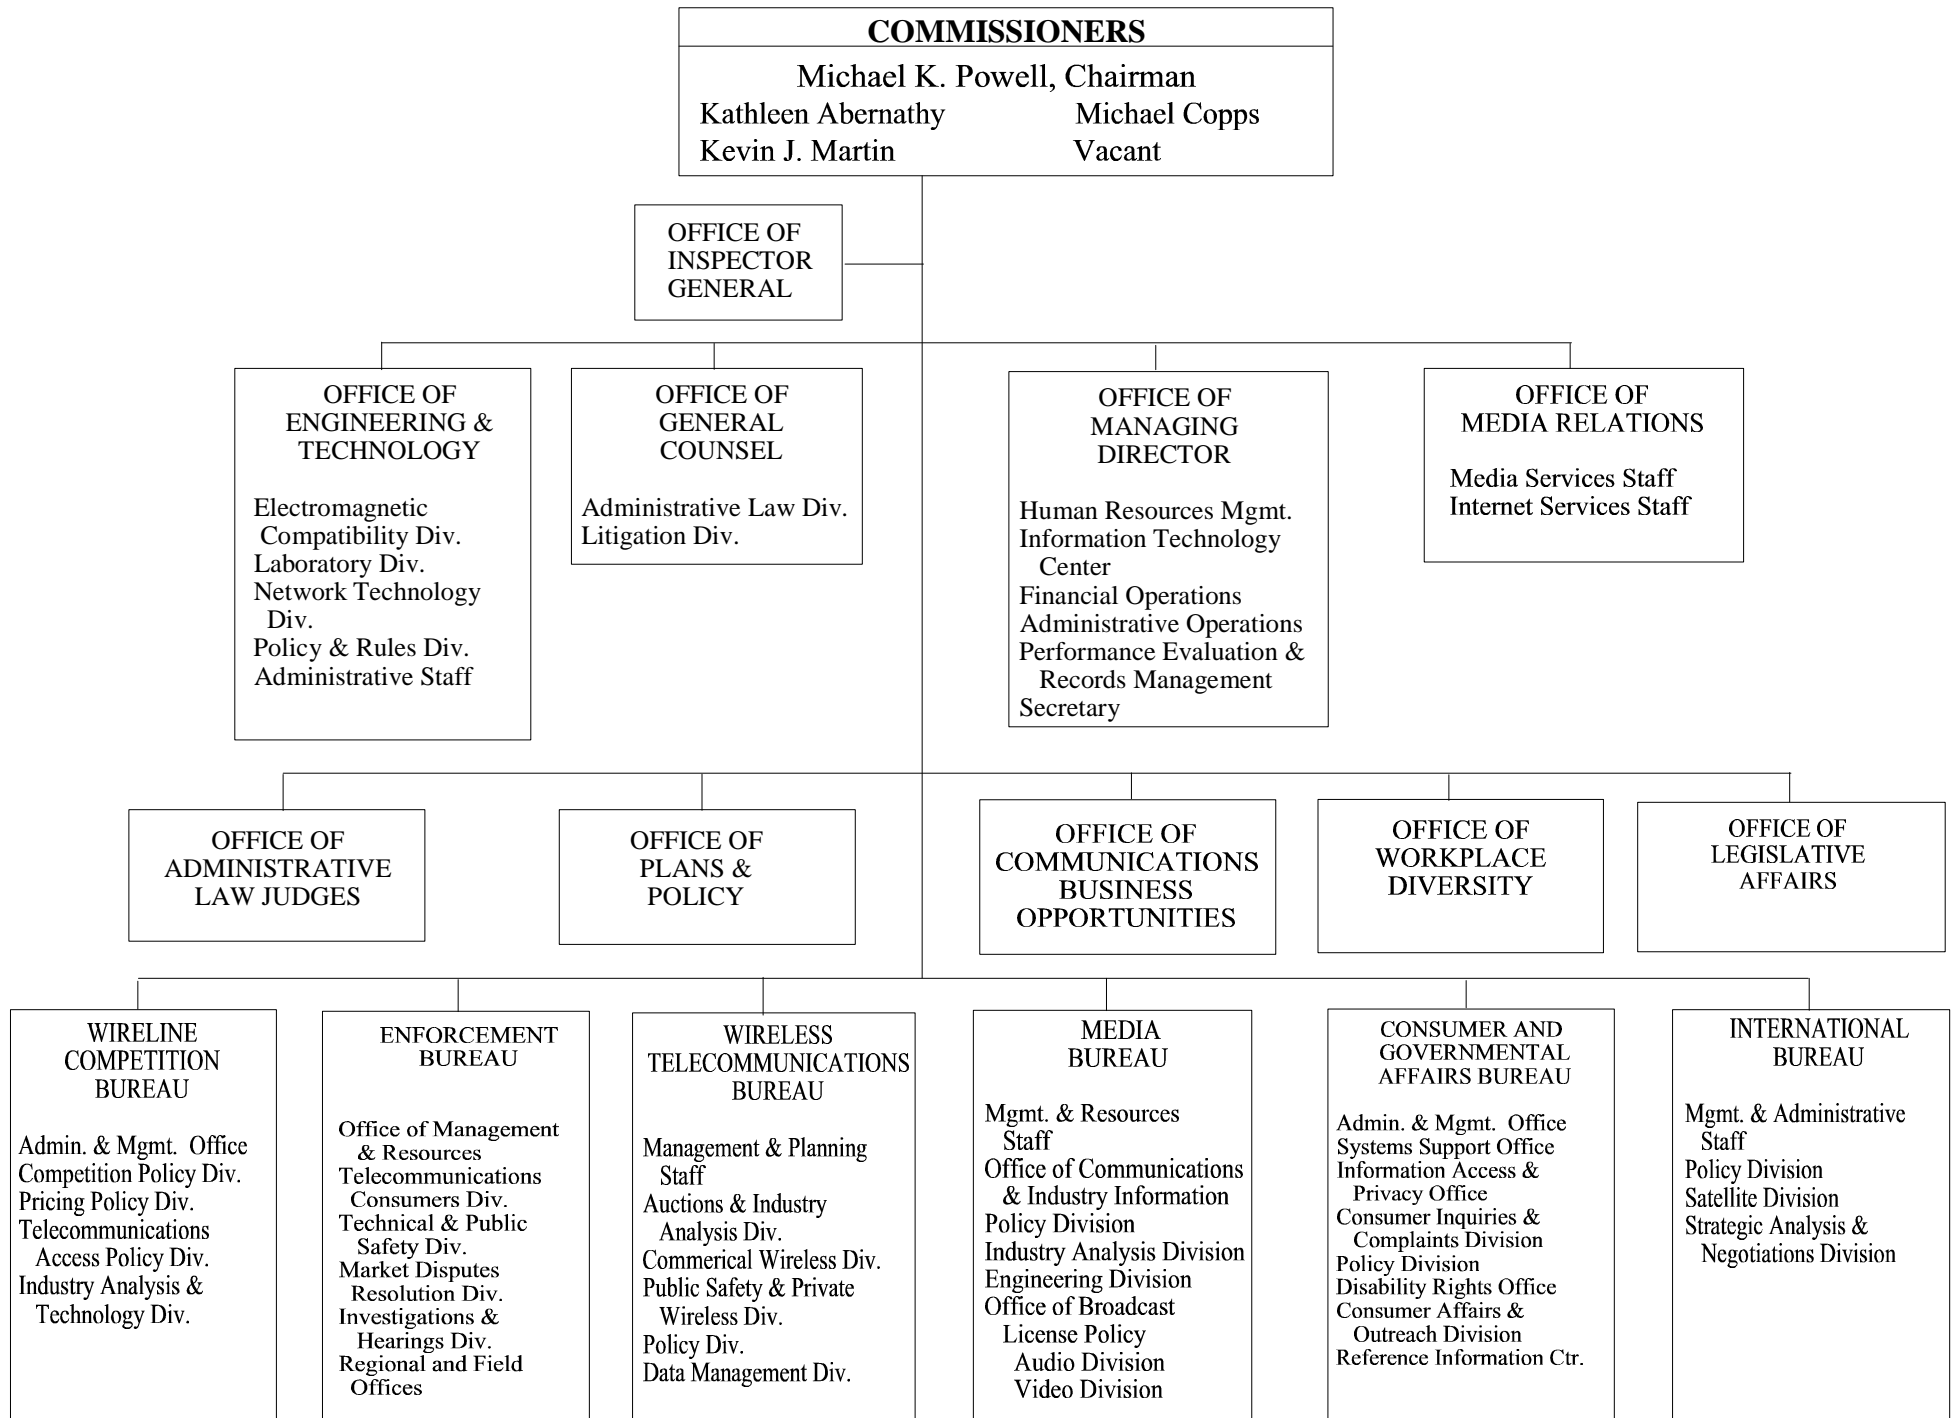 COMMISSIONERS
Michael K. Powell, Chairman
Kathleen Abernathy
Michael Copps
Kevin J. Martin
Vacant
OFFICE OF
INSPECTOR
GENERAL
OFFICE OF
ENGINEERING &
TECHNOLOGY
Electromagnetic
Compatibility Div.
Laboratory Div.
Network Technology
Div.
Policy & Rules Div.
Administrative Staff
OFFICE OF
GENERAL
COUNSEL
Administrative Law Div.
Litigation Div.
OFFICE OF
MANAGING
DIRECTOR
Human Resources Mgmt.
Information Technology
Center
Financial Operations
Administrative Operations
Performance Evaluation &
Records Management
Secretary
OFFICE OF
MEDIA RELATIONS
Media Services Staff
Internet Services Staff
OFFICE OF
ADMINISTRATIVE
LAW JUDGES
OFFICE OF
PLANS &
POLICY
OFFICE OF
COMMUNICATIONS
BUSINESS
OPPORTUNITIES
OFFICE OF
WORKPLACE
DIVERSITY
OFFICE OF
LEGISLATIVE
AFFAIRS
WIRELINE
COMPETITION
BUREAU
Admin. & Mgmt. Office
Competition Policy Div.
Pricing Policy Div.
Telecommunications
Access Policy Div.
Industry Analysis &
Technology Div.
ENFORCEMENT
BUREAU
Office of Management
& Resources
Telecommunications
Consumers Div.
Technical & Public
Safety Div.
Market Disputes
Resolution Div.
Investigations &
Hearings Div.
Regional and Field
Offices
WIRELESS
TELECOMMUNICATIONS
BUREAU
Management & Planning
Staff
Auctions & Industry
Analysis Div.
Commerical Wireless Div.
Public Safety & Private
Wireless Div.
Policy Div.
Data Management Div.
MEDIA
BUREAU
Mgmt. & Resources
Staff
Office of Communications
& Industry Information
Policy Division
Industry Analysis Division
Engineering Division
Office of Broadcast
License Policy
Audio Division
Video Division
CONSUMER AND
GOVERNMENTAL
AFFAIRS BUREAU
Admin. & Mgmt. Office
Systems Support Office
Information Access &
Privacy Office
Consumer Inquiries &
Complaints Division
Policy Division
Disability Rights Office
Consumer Affairs &
Outreach Division
Reference Information Ctr.
INTERNATIONAL
BUREAU
Mgmt. & Administrative
Staff
Policy Division
Satellite Division
Strategic Analysis &
Negotiations Division